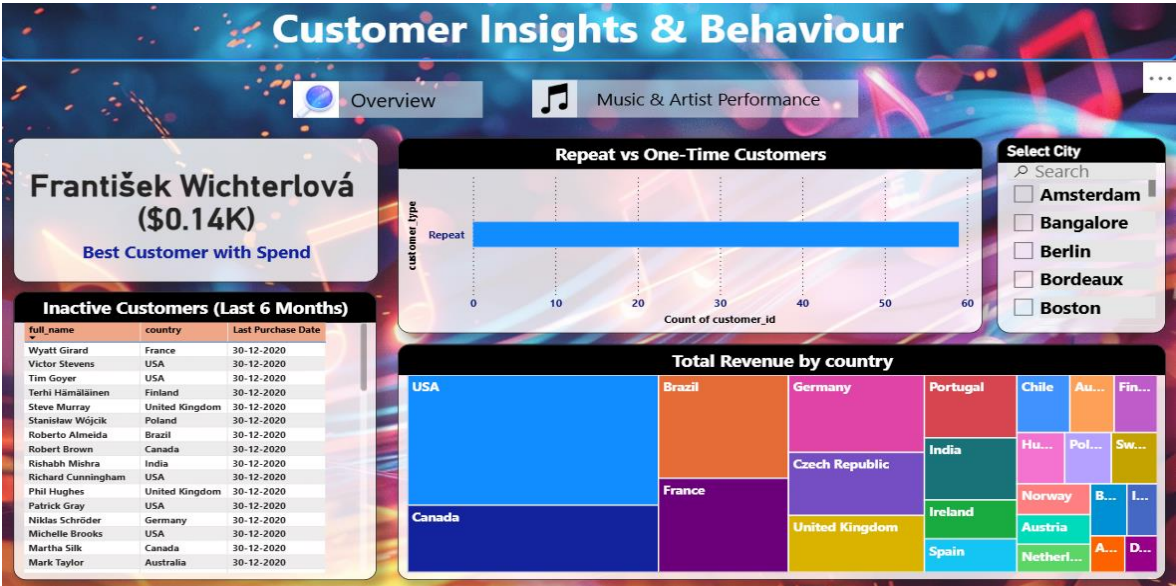 Customer Insights & Behaviour
...
Overview
Music & Artist Performance
František Wichterlová
($0.14K)
Best Customer with Spend
Repeat vs One-Time Customers
customer_type
Repeat
0 10 20 30 40 50 60
Count of customer_id
Select City
Search
Amsterdam
Bangalore
Berlin
Bordeaux
Boston
Inactive Customers (Last 6 Months)
full_name country Last Purchase Date
Wyatt Girard France 30-12-2020
Victor Stevens USA 30-12-2020
Tim Goyer USA 30-12-2020
Terhi Hämäläinen Finland 30-12-2020
Steve Murray United Kingdom 30-12-2020
Stanisław Wójcik Poland 30-12-2020
Roberto Almeida Brazil 30-12-2020
Robert Brown Canada 30-12-2020
Rishabh Mishra India 30-12-2020
Richard Cunningham USA 30-12-2020
Phil Hughes United Kingdom 30-12-2020
Patrick Gray USA 30-12-2020
Niklas Schröder Germany 30-12-2020
Michelle Brooks USA 30-12-2020
Martha Silk Canada 30-12-2020
Mark Taylor Australia 30-12-2020
Total Revenue by country
USA
Canada
Brazil
France
Germany
Czech Republic
United Kingdom
Portugal
India
Ireland
Spain
Chile
Au...
Fin...
Hu...
Pol...
Sw...
Norway
Austria
Netherl...
B...
I...
A...
D...